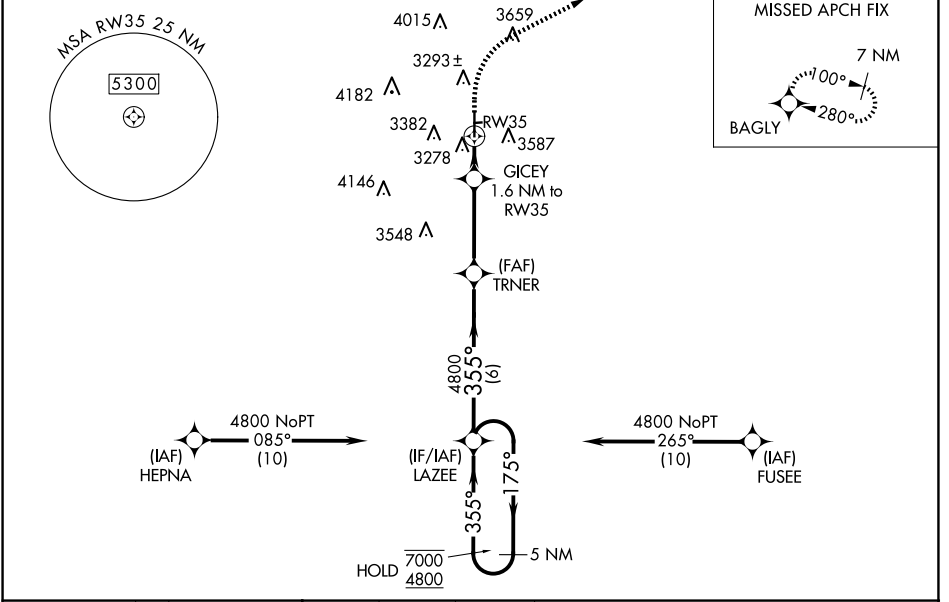 MSA RW35 25 NM
5300
4015
3659
3293±
4182
3382
RW35
3278
3587
GICEY
1.6 NM to
RW35
4146
3548
(FAF)
TRNER
4800
355°
(6)
4800 NoPT
085°
(10)
(IAF)
HEPNA
(IF/IAF)
LAZEE
4800 NoPT
265°
(10)
(IAF)
FUSEE
355°
175°
HOLD
7000
4800
5 NM
MISSED APCH FIX
7 NM
100°
280°
BAGLY